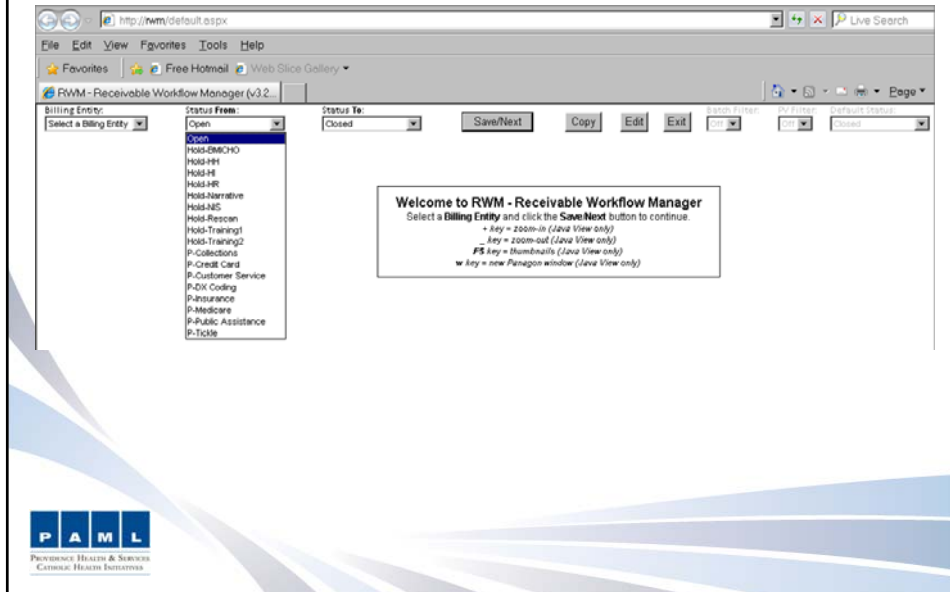 http://rwm/default.aspx
Live Search
File Edit View Favorites Tools Help
Favorites Free Hotmail Web Slice Gallery
RWM - Receivable Workflow Manager (v3.2...
Page
Billing Entity: Status From: Status To: Batch Filter: PV Filter: Default Status:
Select a Billing Entity Open Closed Save/Next Copy Edit Exit Off Off Closed
Open
Hold-BMICHO
Hold-HH
Hold-HI
Hold-HR
Hold-Narrative
Hold-NIS
Hold-Rescan
Hold-Training1
Hold-Training2
P-Collections
P-Credit Card
P-Customer Service
P-DX Coding
P-Insurance
P-Medicare
P-Public Assistance
P-Tickle
Welcome to RWM - Receivable Workflow Manager
Select a Billing Entity and click the Save/Next button to continue.
+ key = zoom-in (Java View only)
_ key = zoom-out (Java View only)
F5 key = thumbnails (Java View only)
w key = new Panagon window (Java View only)
PAML
Providence Health & Services
Catholic Health Initiatives